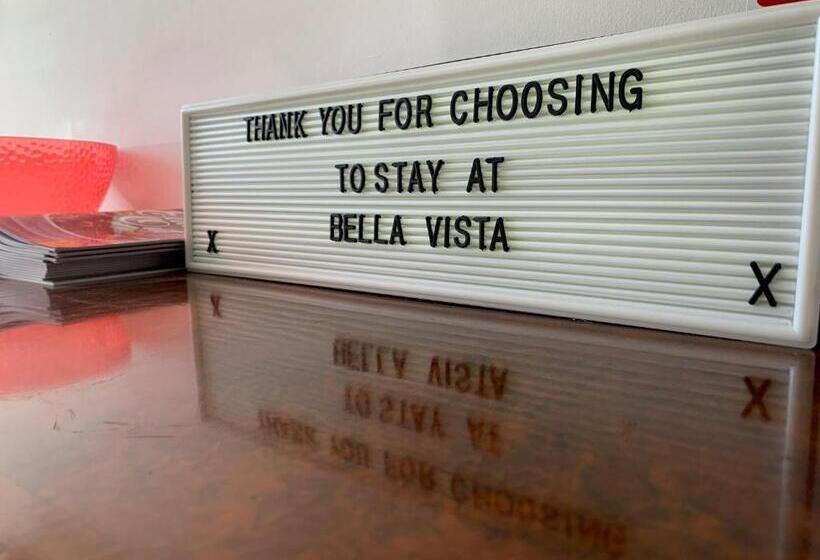 THANK YOU FOR CHOOSING
TO STAY AT
BELLA VISTA
X
X